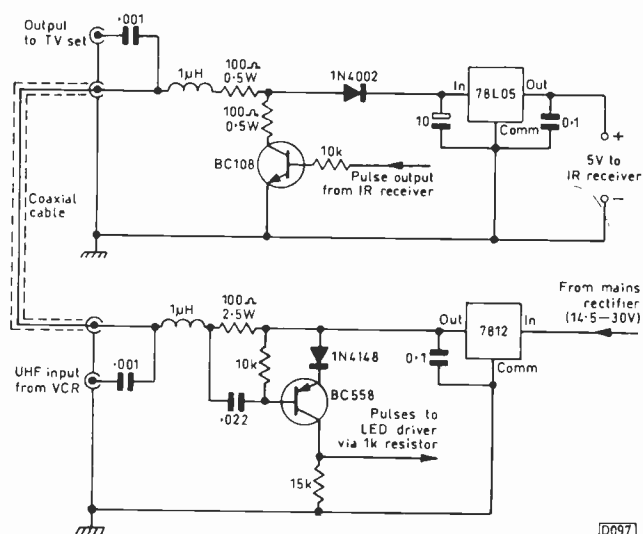 Output
to TV set
·001
1μH
100Ω
0·5W
100Ω
0·5W
1N4002
In
78L05
Out
Comm
10
0·1
+
5V to
IR receiver
−
BC108
10k
Pulse output
from IR receiver
Coaxial
cable
From mains
rectifier
(14·5—30V)
1μH
100Ω
2·5W
Out
7812
In
Comm
0·1
·001
UHF input
from VCR
10k
1N4148
·022
BC558
Pulses to
LED driver
via 1k resistor
15k
D097